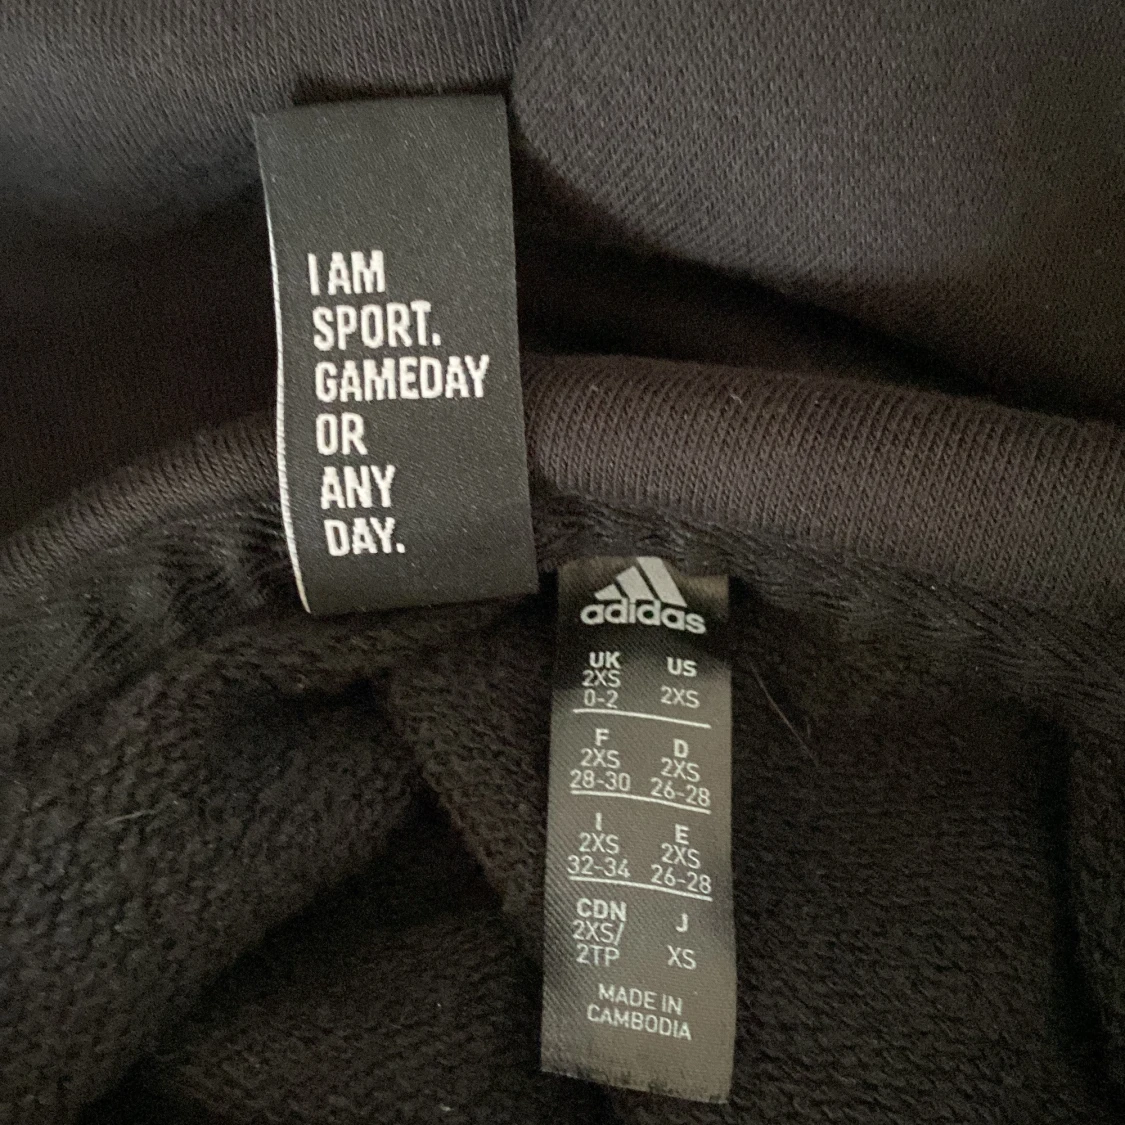 I AM
SPORT.
GAMEDAY
OR
ANY
DAY.
adidas
UK US
2XS
0-2 2XS
F D
2XS 2XS
28-30 26-28
I E
2XS 2XS
32-34 26-28
CDN J
2XS/
2TP XS
MADE IN
CAMBODIA